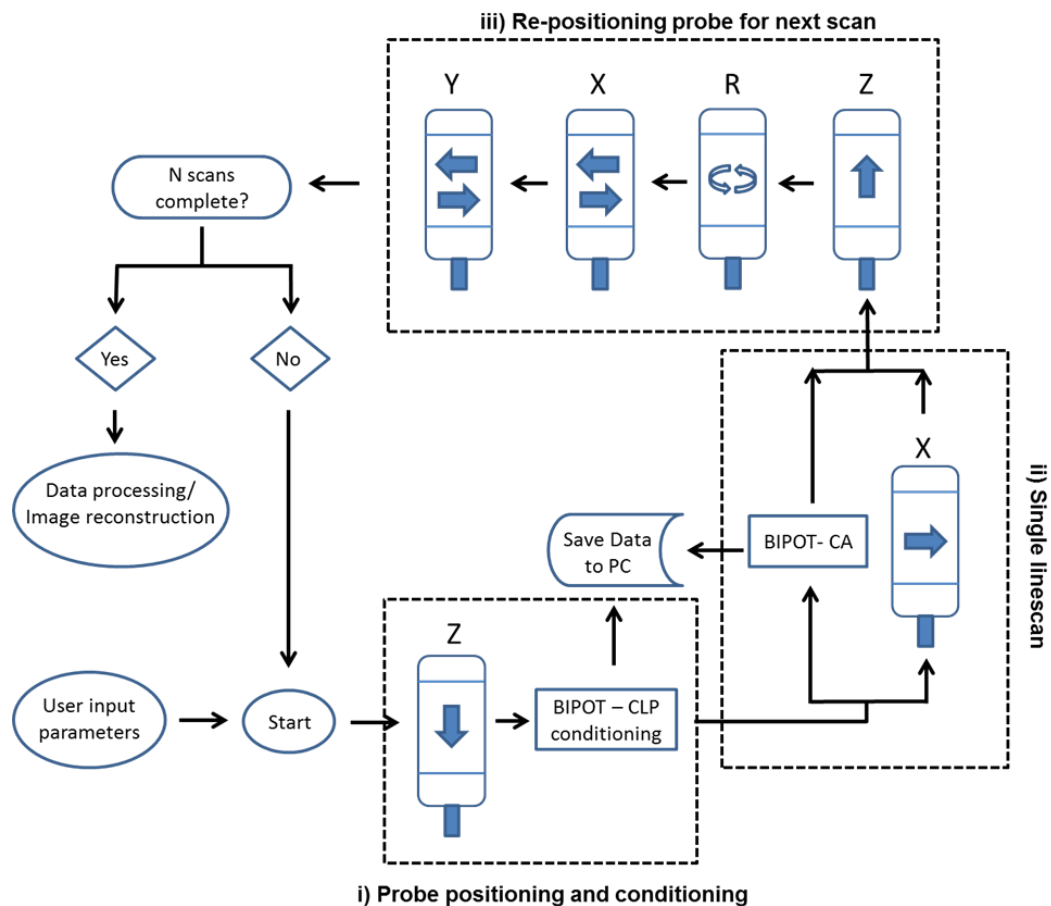 iii) Re-positioning probe for next scan
Y
X
R
Z
N scans
complete?
Yes
No
Data processing/
Image reconstruction
X
BIPOT- CA
ii) Single linescan
Save Data
to PC
Z
User input
parameters
Start
BIPOT – CLP
conditioning
i) Probe positioning and conditioning